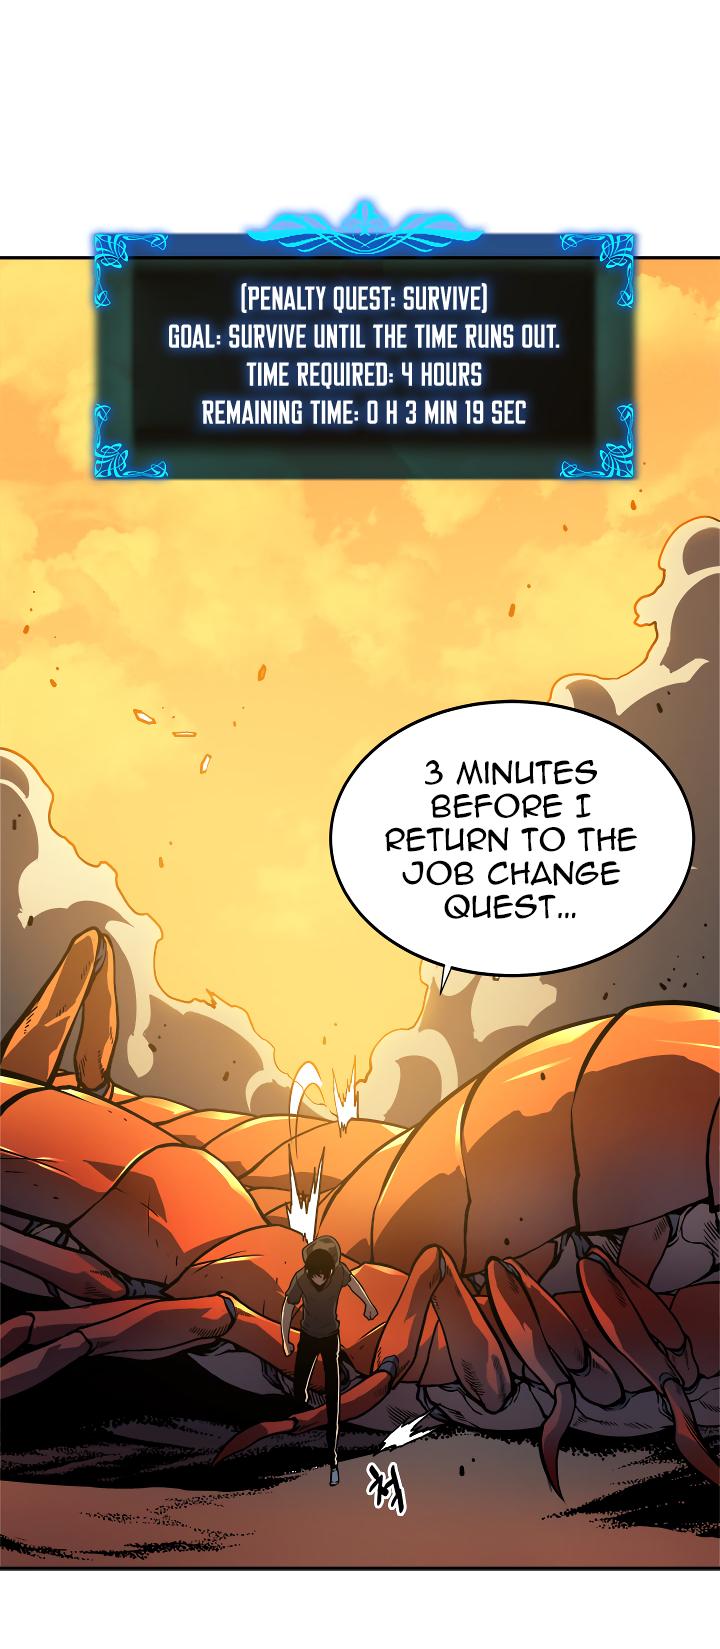 (PENALTY QUEST: SURVIVE)
GOAL: SURVIVE UNTIL THE TIME RUNS OUT.
TIME REQUIRED: 4 HOURS
REMAINING TIME: 0 H 3 MIN 19 SEC
3 MINUTES
BEFORE I
RETURN TO THE
JOB CHANGE
QUEST...
척